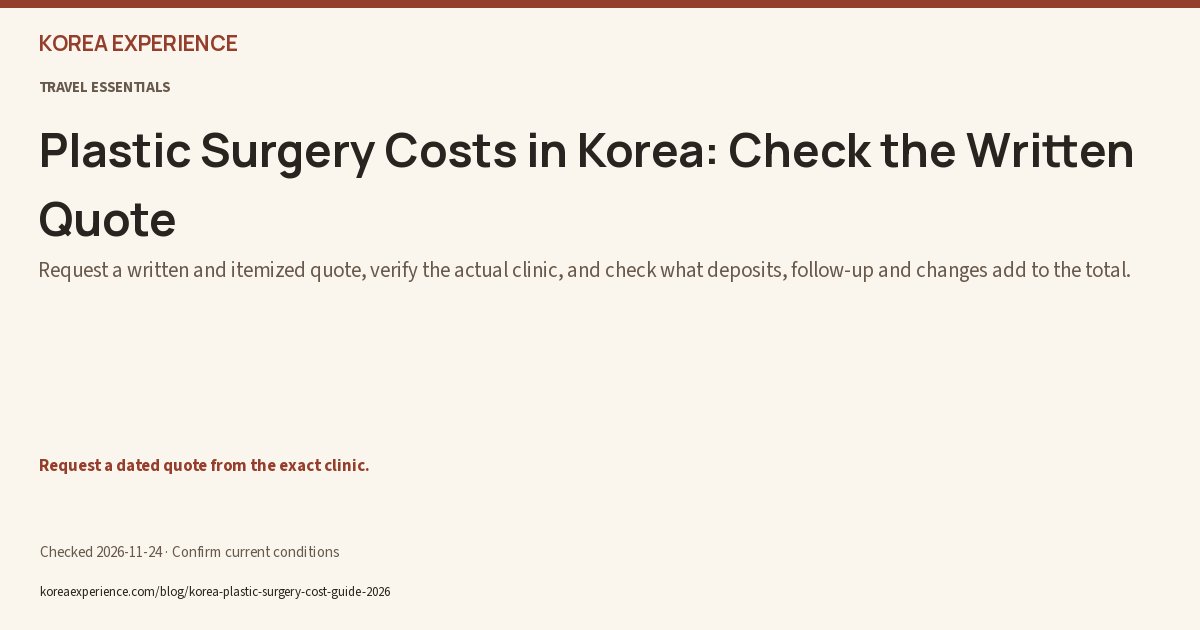 KOREA EXPERIENCE
TRAVEL ESSENTIALS
Plastic Surgery Costs in Korea: Check the Written
Quote
Request a written and itemized quote, verify the actual clinic, and check what deposits, follow-up and changes add to the total.
Request a dated quote from the exact clinic.
Checked 2026-11-24 · Confirm current conditions
koreaexperience.com/blog/korea-plastic-surgery-cost-guide-2026